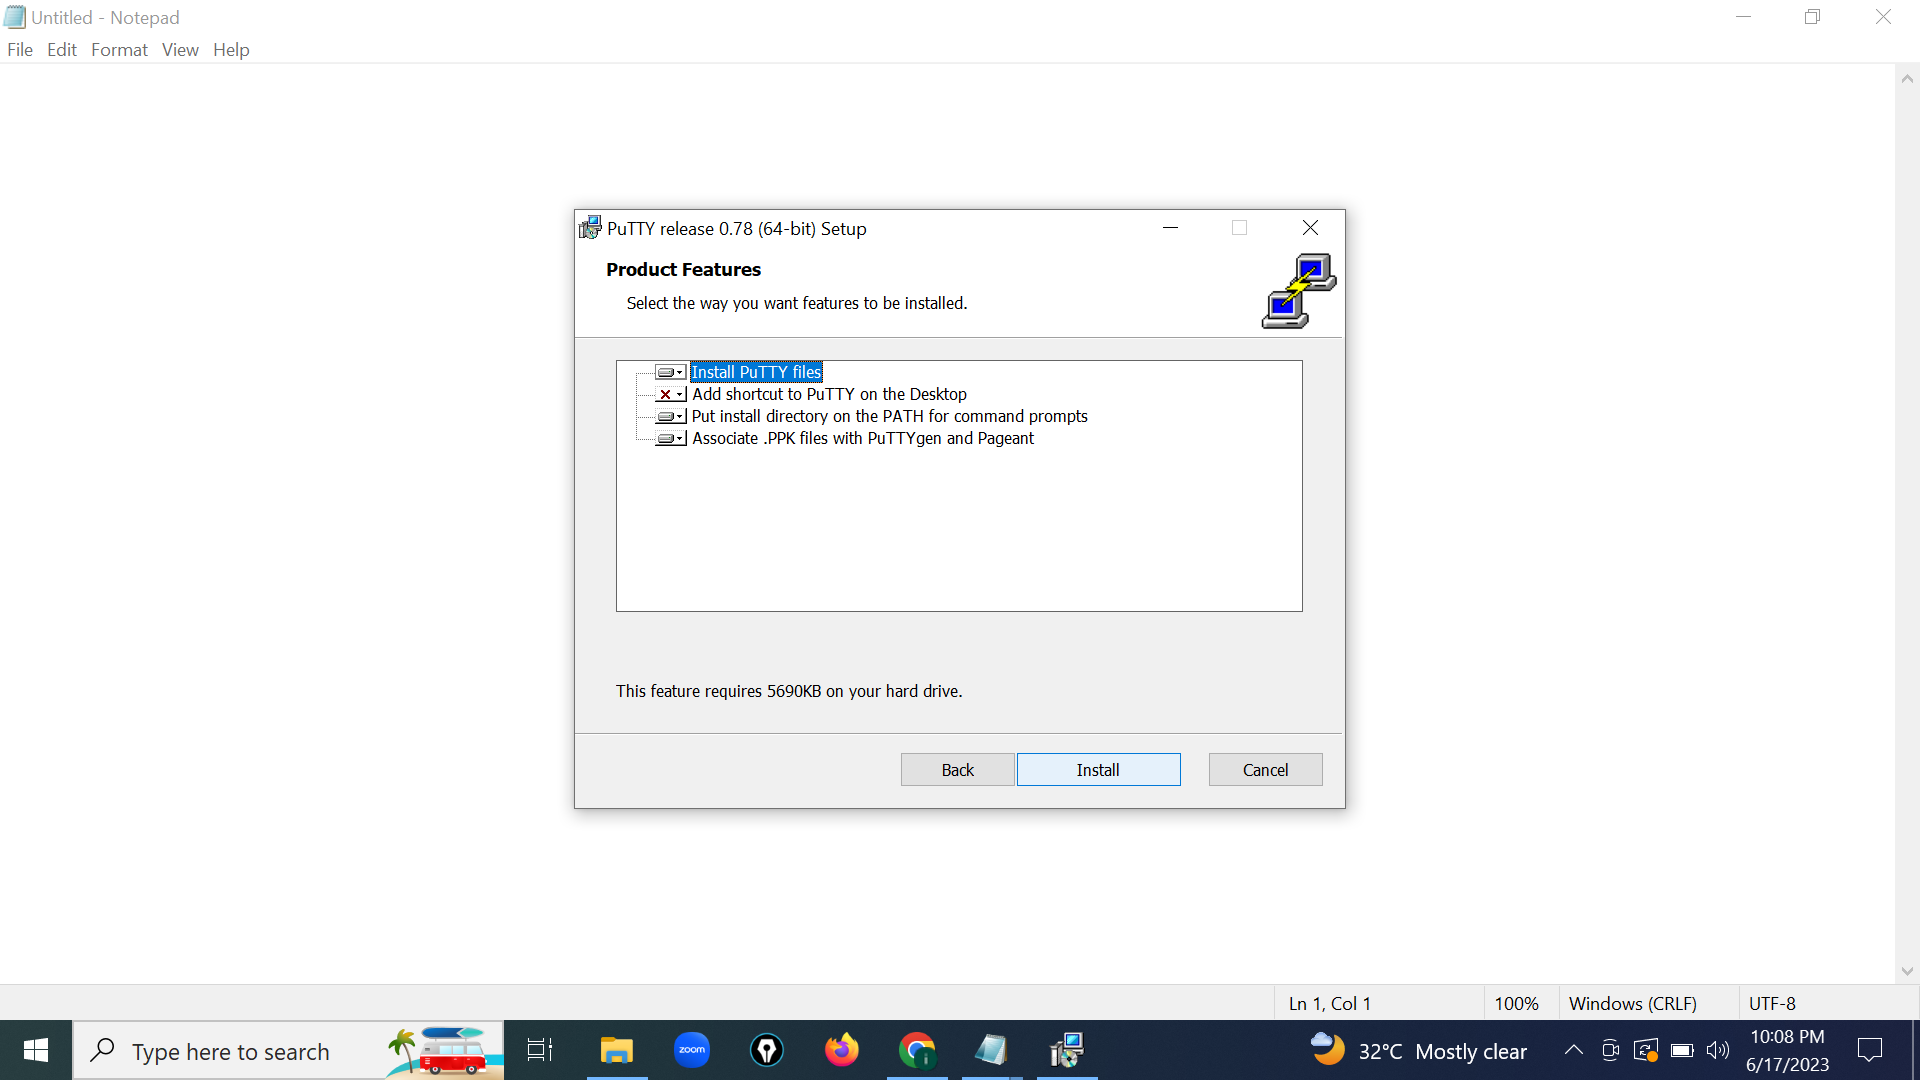 Untitled - Notepad
File Edit Format View Help
PuTTY release 0.78 (64-bit) Setup
Product Features
Select the way you want features to be installed.
Install PuTTY files
Add shortcut to PuTTY on the Desktop
Put install directory on the PATH for command prompts
Associate .PPK files with PuTTYgen and Pageant
This feature requires 5690KB on your hard drive.
Back Install Cancel
Ln 1, Col 1 100% Windows (CRLF) UTF-8
Type here to search
zoom
32°C Mostly clear
10:08 PM
6/17/2023